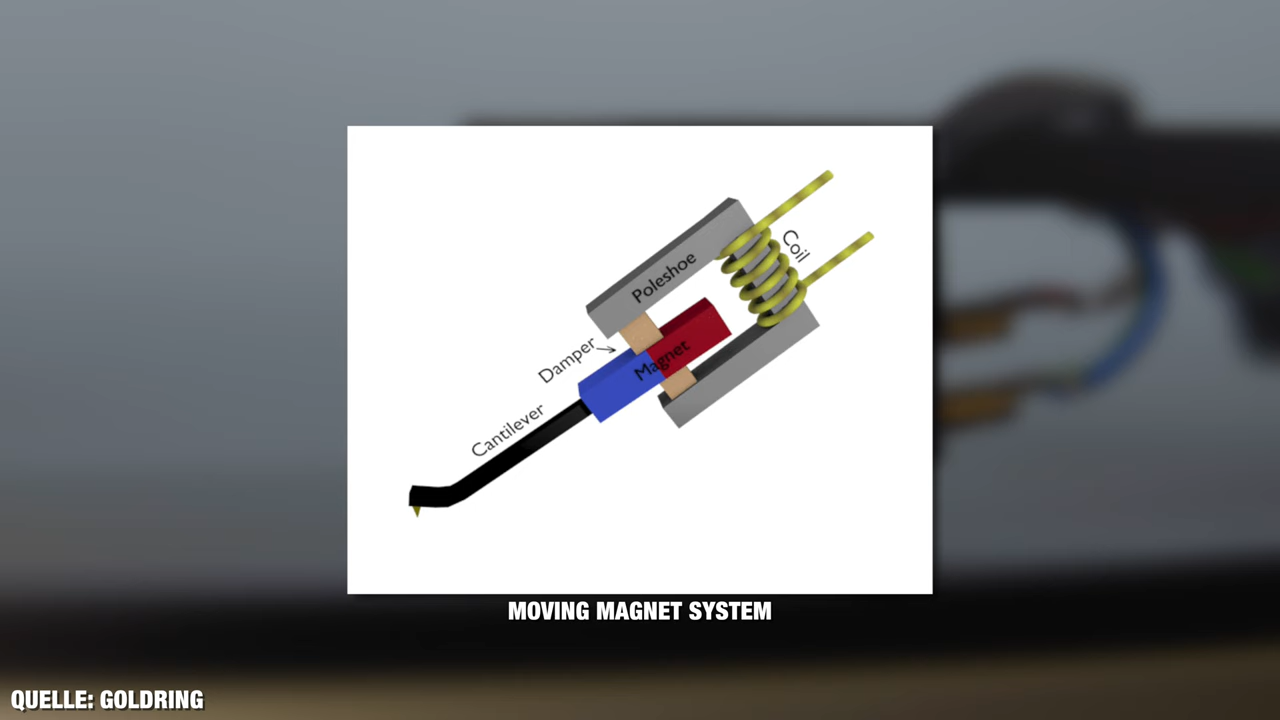 Coil
Poleshoe
Damper
Magnet
Cantilever
MOVING MAGNET SYSTEM
QUELLE: GOLDRING